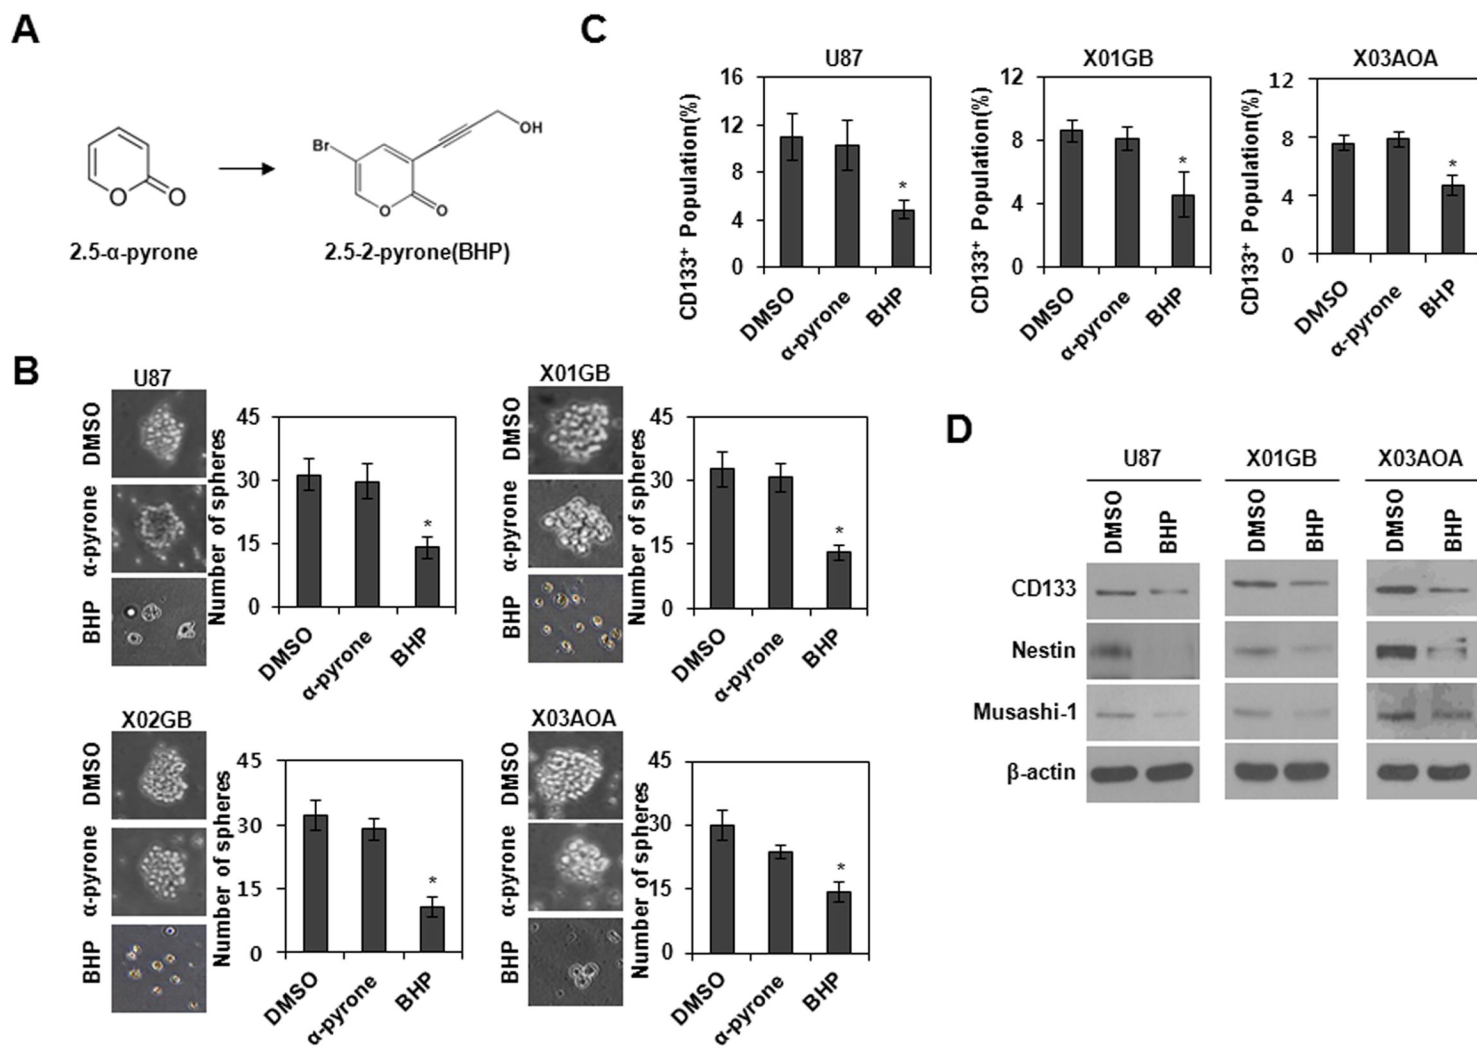 A
Br
OH
O
O
O
O
2.5-α-pyrone
2.5-2-pyrone(BHP)
B
U87
DMSO
α-pyrone
BHP
Number of spheres
45
30
15
0
*
DMSO
α-pyrone
BHP
X01GB
DMSO
α-pyrone
BHP
Number of spheres
45
30
15
0
*
DMSO
α-pyrone
BHP
X02GB
DMSO
α-pyrone
BHP
Number of spheres
45
30
15
0
*
DMSO
α-pyrone
BHP
X03AOA
DMSO
α-pyrone
BHP
Number of spheres
45
30
15
0
*
DMSO
α-pyrone
BHP
C
U87
CD133⁺ Population(%)
16
12
8
4
0
*
DMSO
α-pyrone
BHP
X01GB
CD133⁺ Population(%)
12
8
4
0
*
DMSO
α-pyrone
BHP
X03AOA
CD133⁺ Population(%)
12
8
4
0
*
DMSO
α-pyrone
BHP
D
U87 X01GB X03AOA
DMSO BHP DMSO BHP DMSO BHP
CD133
Nestin
Musashi-1
β-actin